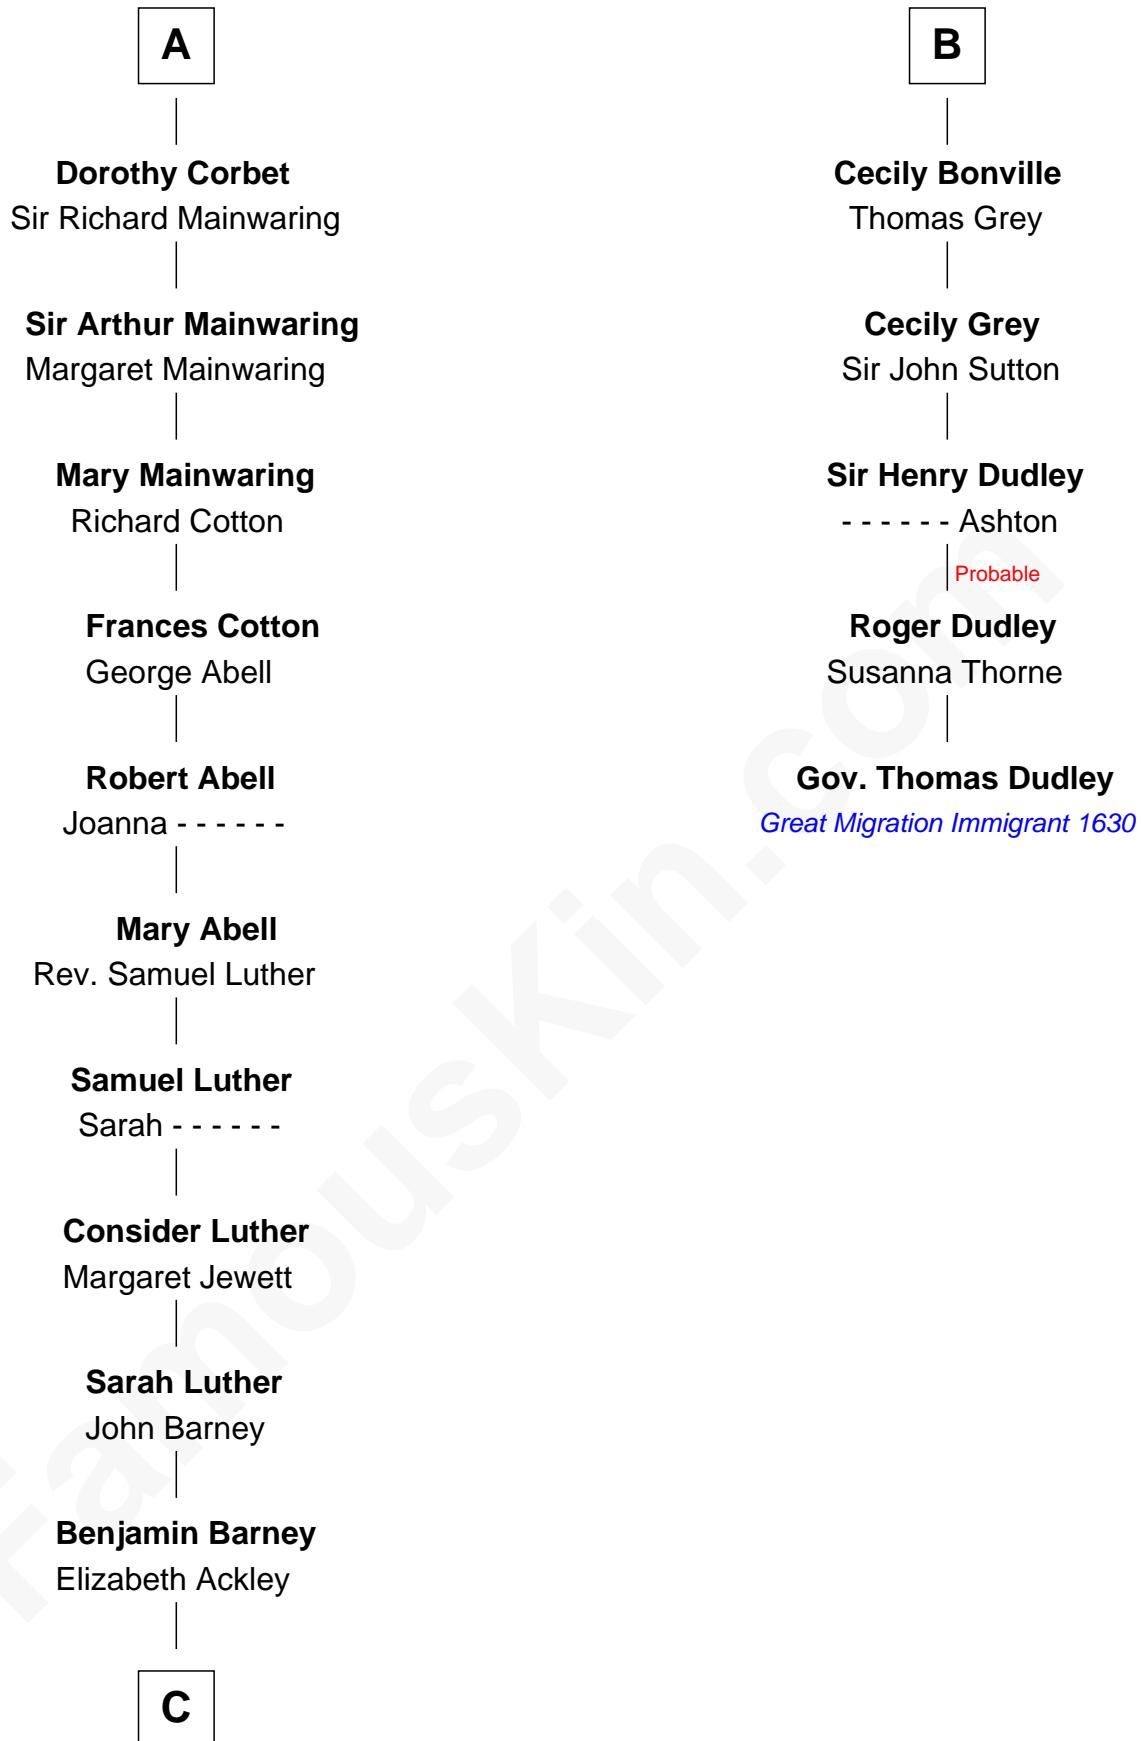 A
Dorothy Corbet
Sir Richard Mainwaring
Sir Arthur Mainwaring
Margaret Mainwaring
Mary Mainwaring
Richard Cotton
Frances Cotton
George Abell
Robert Abell
Joanna - - - - - -
Mary Abell
Rev. Samuel Luther
Samuel Luther
Sarah - - - - - -
Consider Luther
Margaret Jewett
Sarah Luther
John Barney
Benjamin Barney
Elizabeth Ackley
C
B
Cecily Bonville
Thomas Grey
Cecily Grey
Sir John Sutton
Sir Henry Dudley
- - - - - - Ashton
Probable
Roger Dudley
Susanna Thorne
Gov. Thomas Dudley
Great Migration Immigrant 1630
FamousKin.com